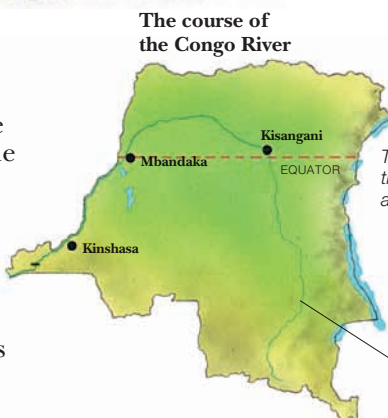 The course of
the Congo River
Kisangani
Mbandaka
EQUATOR
Kinshasa